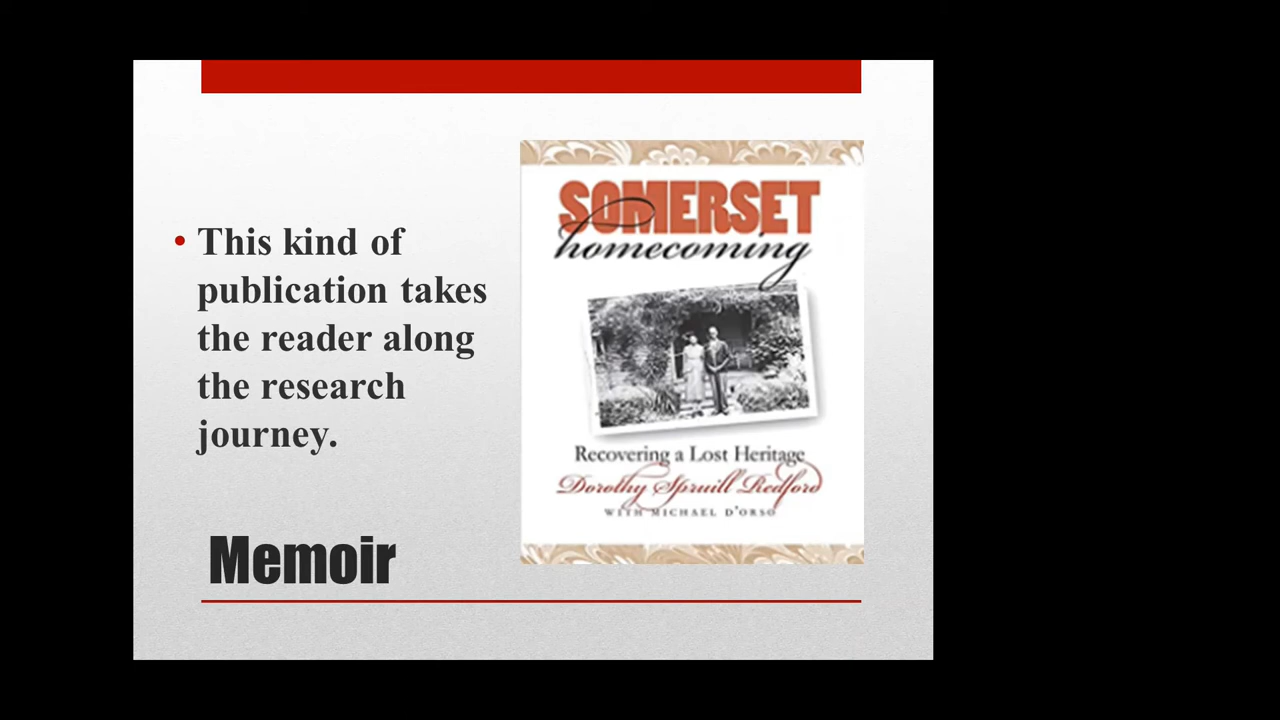 • This kind of
publication takes
the reader along
the research
journey.
Memoir
SOMERSET
homecoming
Recovering a Lost Heritage
Dorothy Spruill Redford
WITH MICHAEL D'ORSO